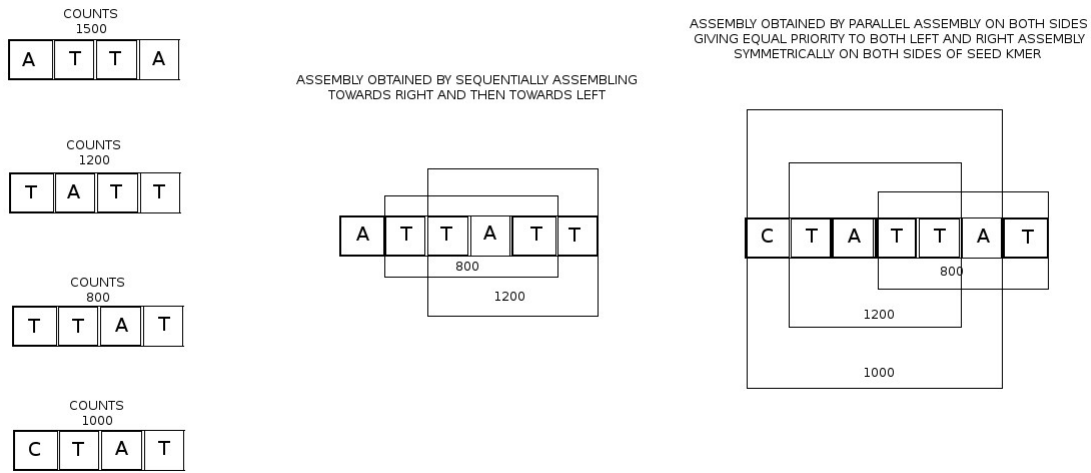 COUNTS
1500
A T T A
COUNTS
1200
T A T T
COUNTS
800
T T A T
COUNTS
1000
C T A T
ASSEMBLY OBTAINED BY SEQUENTIALLY ASSEMBLING
TOWARDS RIGHT AND THEN TOWARDS LEFT
A T T A T T
800
1200
ASSEMBLY OBTAINED BY PARALLEL ASSEMBLY ON BOTH SIDES
GIVING EQUAL PRIORITY TO BOTH LEFT AND RIGHT ASSEMBLY
SYMMETRICALLY ON BOTH SIDES OF SEED KMER
C T A T T A T
800
1200
1000